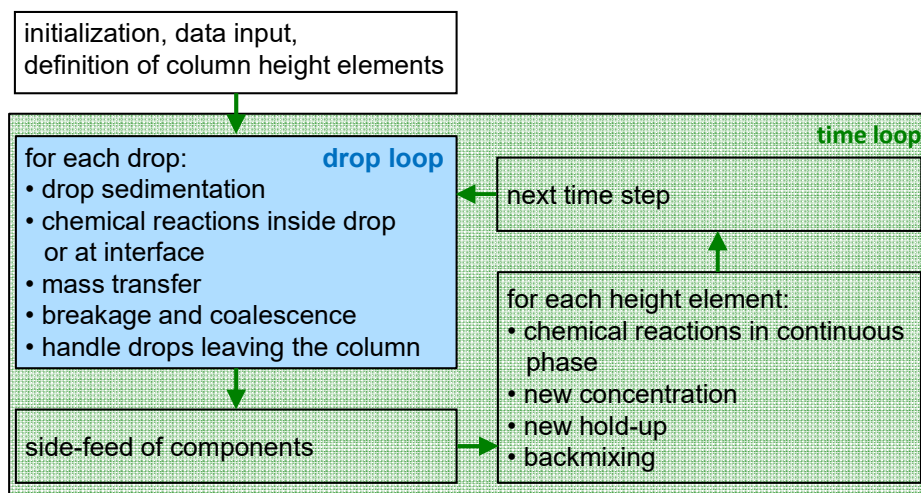 initialization, data input,
definition of column height elements
time loop
for each drop: drop loop
• drop sedimentation
• chemical reactions inside drop
or at interface
• mass transfer
• breakage and coalescence
• handle drops leaving the column
side-feed of components
for each height element:
• chemical reactions in continuous
phase
• new concentration
• new hold-up
• backmixing
next time step